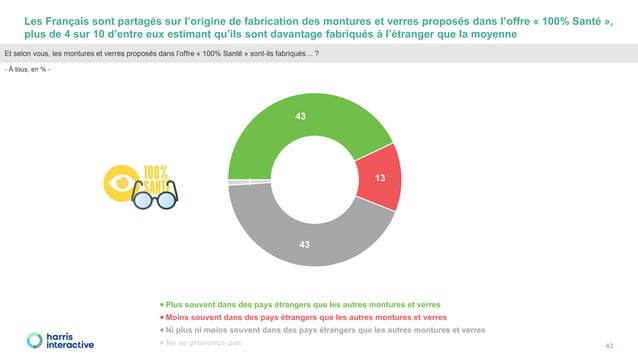 Les Français sont partagés sur l'origine de fabrication des montures et verres proposés dans l'offre « 100% Santé »,
plus de 4 sur 10 d'entre eux estimant qu'ils sont davantage fabriqués à l'étranger que la moyenne
Et selon vous, les montures et verres proposés dans l'offre « 100% Santé » sont-ils fabriqués… ?
- À tous, en % -
43
100%
SANTÉ
13
43
Plus souvent dans des pays étrangers que les autres montures et verres
Moins souvent dans des pays étrangers que les autres montures et verres
Ni plus ni moins souvent dans des pays étrangers que les autres montures et verres
Ne se prononce pas
harris
interactive
43